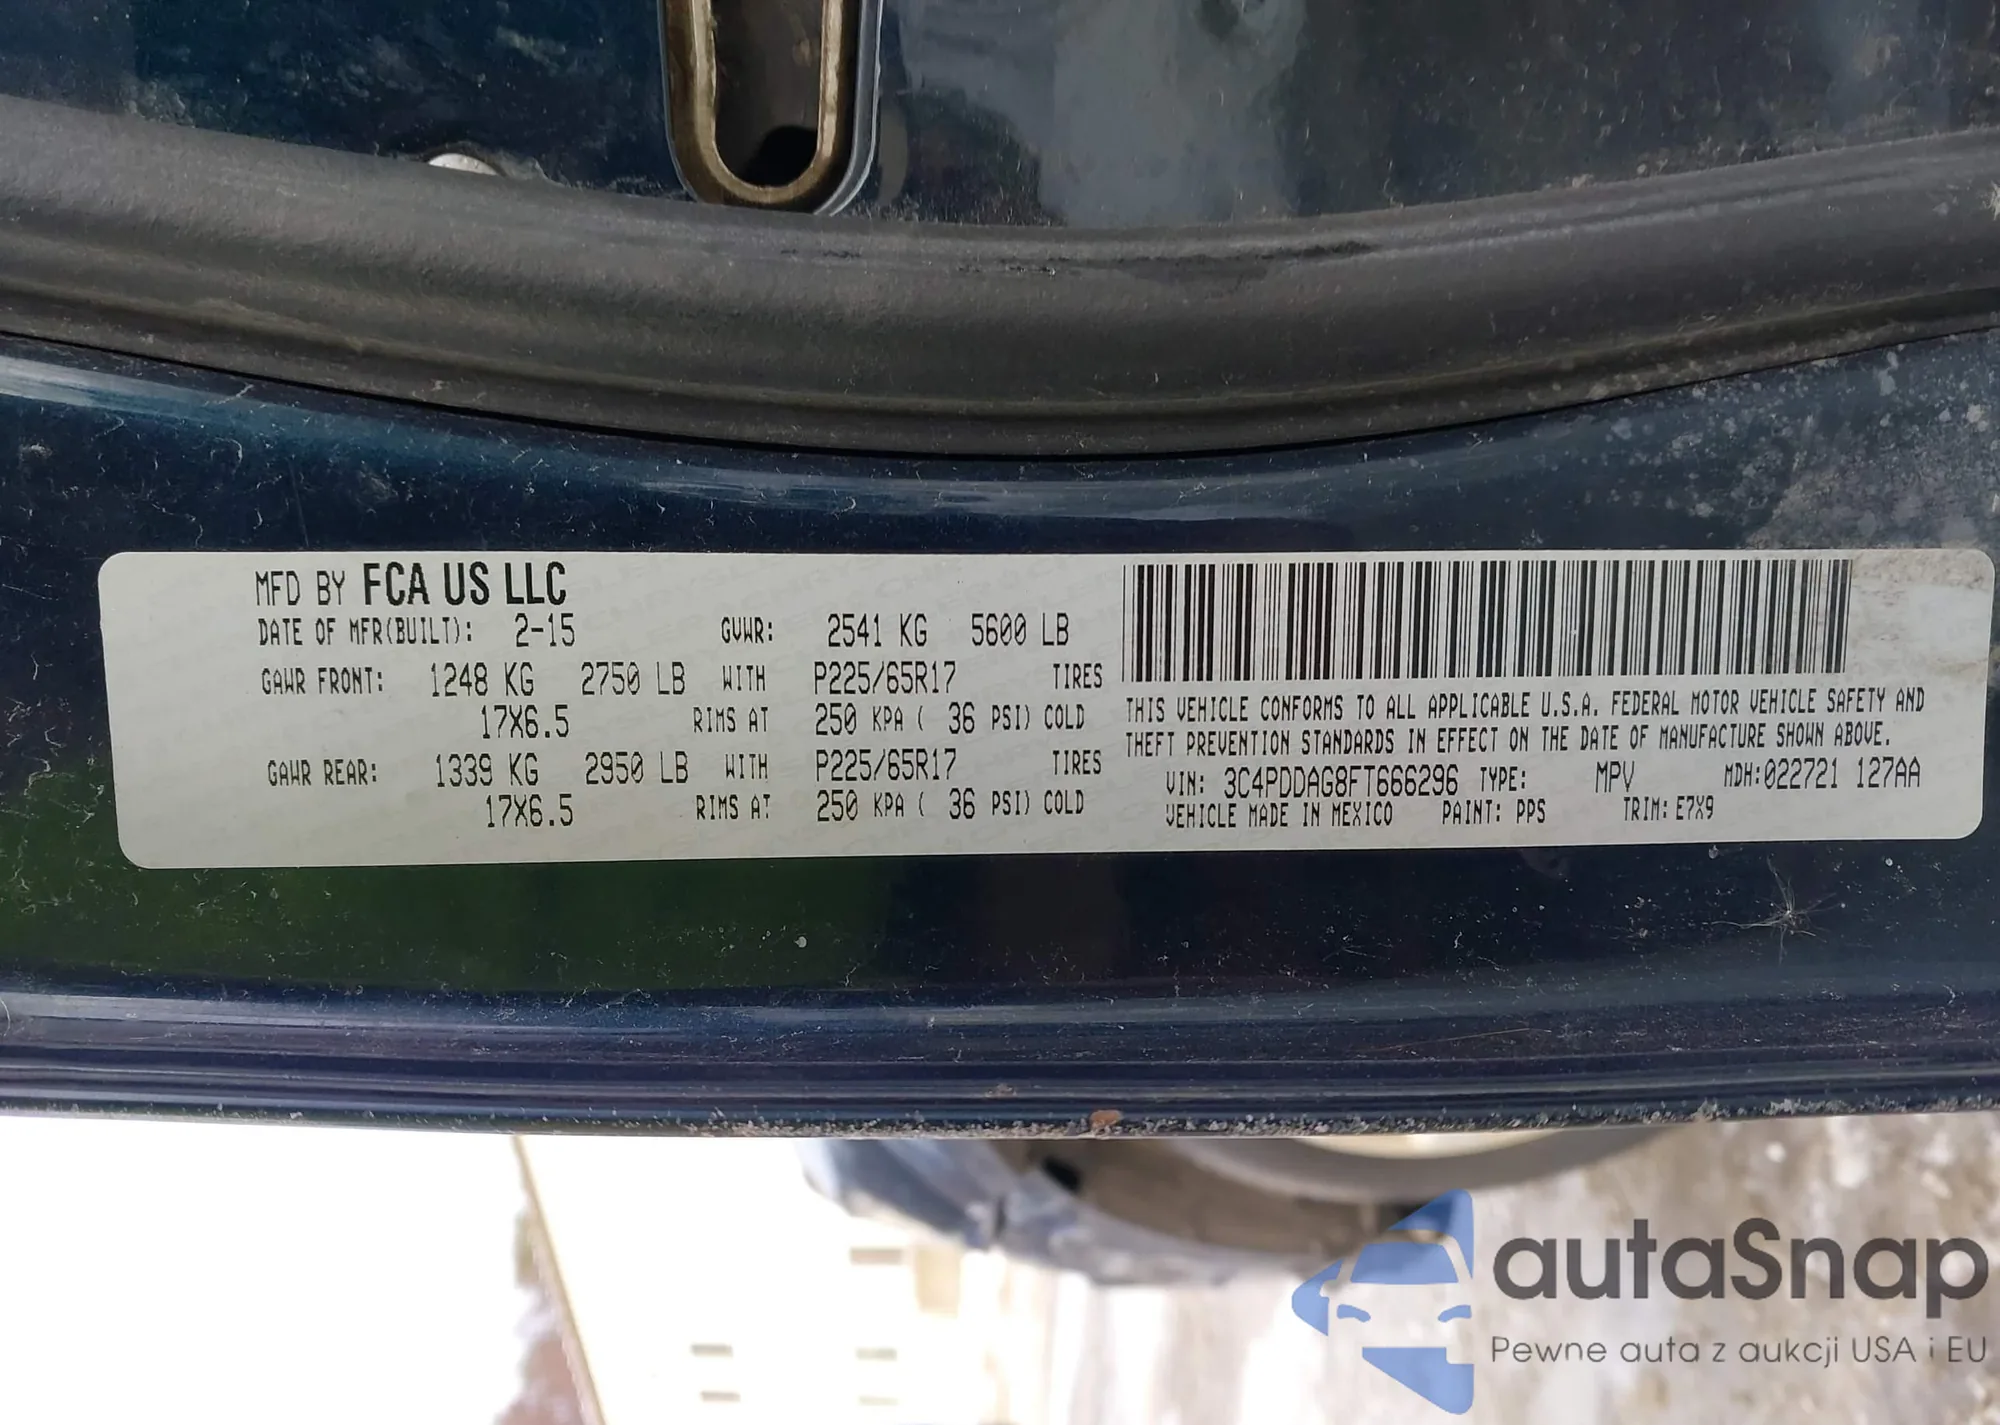 MFD BY FCA US LLC
DATE OF MFR(BUILT): 2-15 GVWR: 2541 KG 5600 LB
GAWR FRONT: 1248 KG 2750 LB WITH P225/65R17 TIRES
17X6.5 RIMS AT 250 KPA ( 36 PSI) COLD
GAWR REAR: 1339 KG 2950 LB WITH P225/65R17 TIRES
17X6.5 RIMS AT 250 KPA ( 36 PSI) COLD
THIS VEHICLE CONFORMS TO ALL APPLICABLE U.S.A. FEDERAL MOTOR VEHICLE SAFETY AND
THEFT PREVENTION STANDARDS IN EFFECT ON THE DATE OF MANUFACTURE SHOWN ABOVE.
VIN: 3C4PDDAG8FT666296 TYPE: MPV MDH:022721 127AA
VEHICLE MADE IN MEXICO PAINT: PPS TRIM: E7X9
autaSnap
Pewne auta z aukcji USA i EU